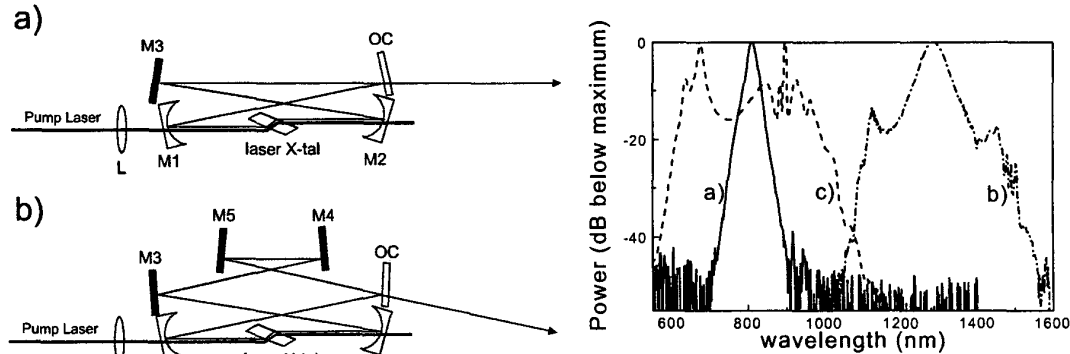 a)
M3
OC
Pump Laser
L
M1
laser X-tal
M2
b)
M5
M4
M3
OC
Pump Laser
Power (dB below maximum)
0
-20
-40
a)
c)
b)
600
800
1000
1200
1400
1600
wavelength (nm)